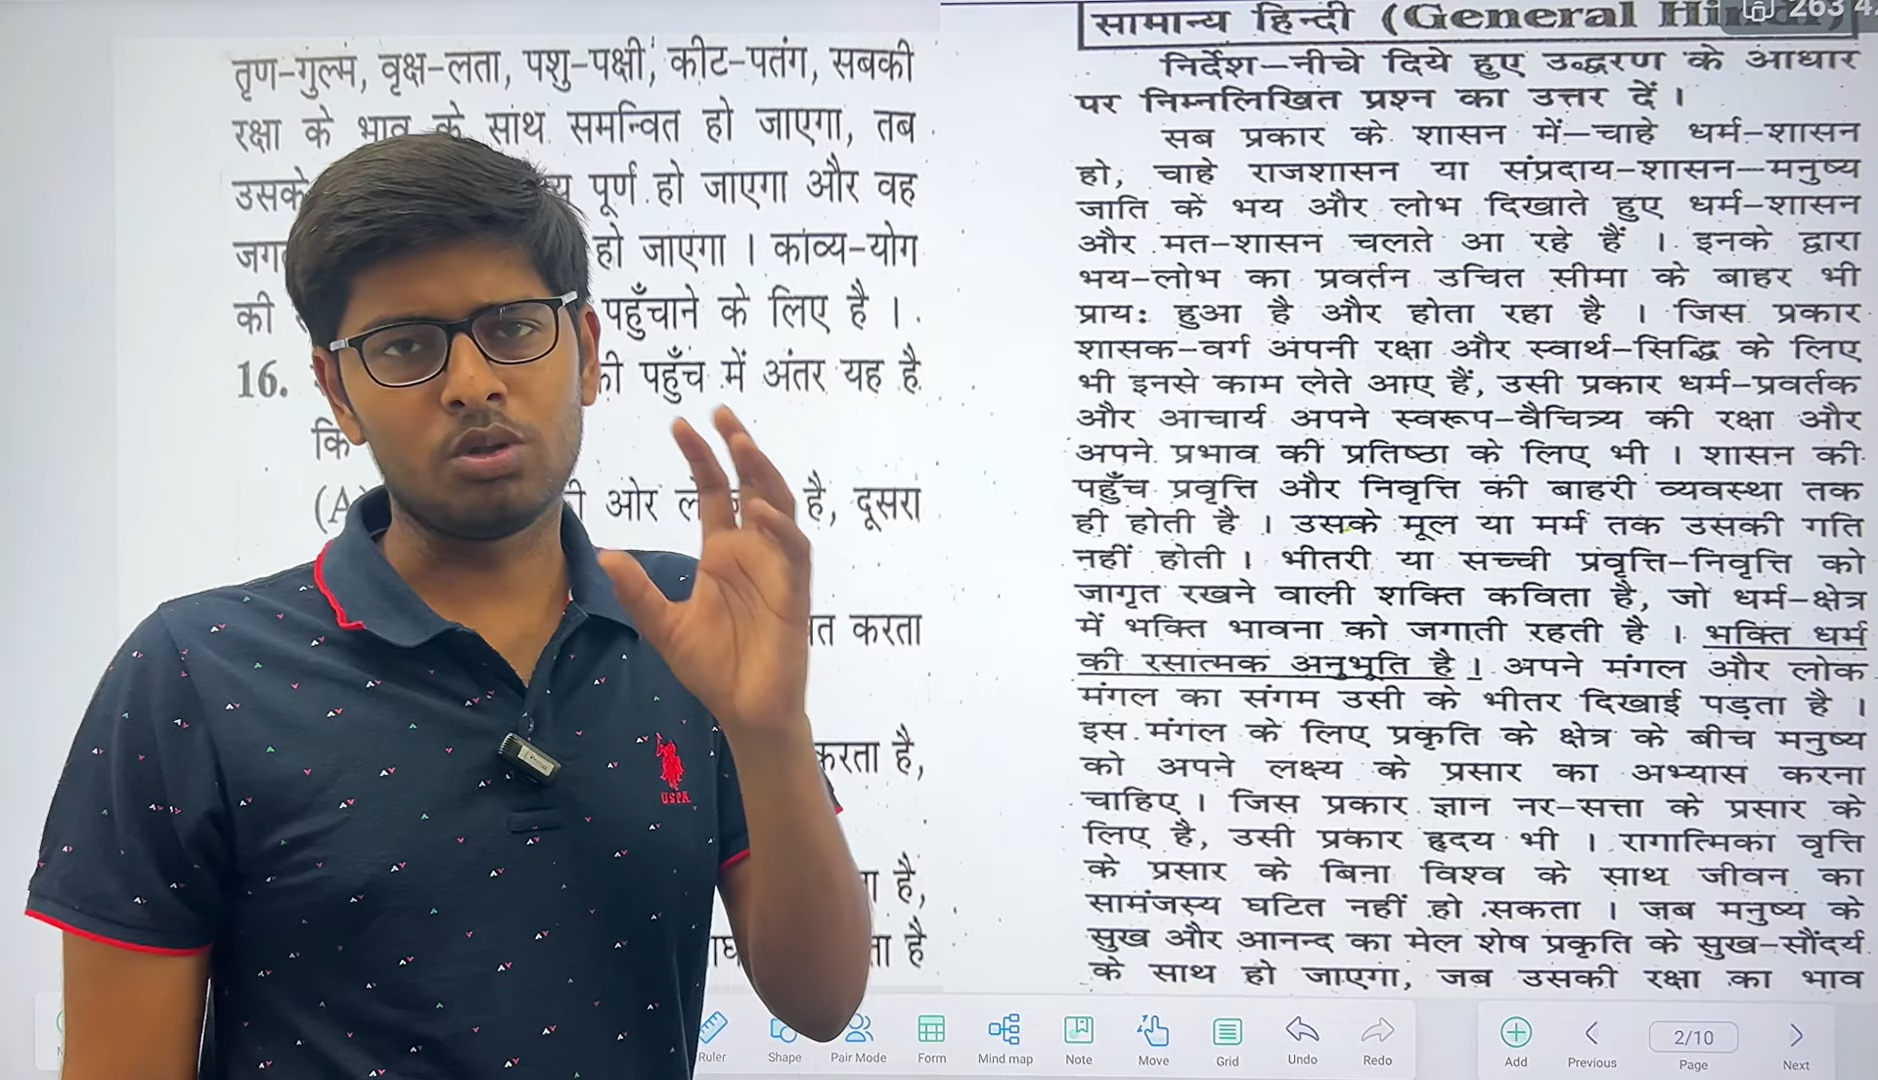 तृण-गुल्म, वृक्ष-लता, पशु-पक्षी, कीट-पतंग, सबकी
रक्षा के भाव के साथ समन्वित हो जाएगा, तब
उसके पूर्ण हो जाएगा और वह
जगत हो जाएगा । काव्य-योग
की पहुँचाने के लिए है ।
16. की पहुँच में अंतर यह है
कि
(A) ओर है, दूसरा
करता
करता है,
है,
है
सामान्य हिन्दी (General
263
निर्देश—नीचे दिये हुए उद्धरण के आधार
पर निम्नलिखित प्रश्न का उत्तर दें ।
सब प्रकार के शासन में—चाहे धर्म-शासन
हो, चाहे राजशासन या संप्रदाय-शासन—मनुष्य
जाति कें भय और लोभ दिखाते हुए धर्म-शासन
और मत-शासन चलते आ रहे हैं । इनके द्वारा
भय-लोभ का प्रवर्तन उचित सीमा के बाहर भी
प्रायः हुआ है और होता रहा है । जिस प्रकार
शासक-वर्ग अपनी रक्षा और स्वार्थ-सिद्धि के लिए
भी इनसे काम लेते आए हैं, उसी प्रकार धर्म-प्रवर्तक
और आचार्य अपने स्वरूप-वैचित्र्य की रक्षा और
अपने प्रभाव की प्रतिष्ठा के लिए भी । शासन की
पहुँच प्रवृत्ति और निवृत्ति की बाहरी व्यवस्था तक
ही होती है । उसके मूल या मर्म तक उसकी गति
नहीं होती । भीतरी या सच्ची प्रवृत्ति-निवृत्ति को
जागृत रखने वाली शक्ति कविता है, जो धर्म-क्षेत्र
में भक्ति भावना को जगाती रहती है । भक्ति धर्म
की रसात्मक अनुभूति है । अपने मंगल और लोक
मंगल का संगम उसी के भीतर दिखाई पड़ता है ।
इस मंगल के लिए प्रकृति के क्षेत्र के बीच मनुष्य
को अपने लक्ष्य के प्रसार का अभ्यास करना
चाहिए । जिस प्रकार ज्ञान नर-सत्ता के प्रसार के
लिए है, उसी प्रकार हृदय भी । रागात्मिका वृत्ति
के प्रसार के बिना विश्व के साथ जीवन का
सामंजस्य घटित नहीं हो सकता । जब मनुष्य के
सुख और आनन्द का मेल शेष प्रकृति के सुख-सौंदर्य
के साथ हो जाएगा, जब उसकी रक्षा का भाव
USPA
Ruler Shape Pair Mode Form Mind map Note Move Grid Undo Redo Add Previous 2/10 Page Next